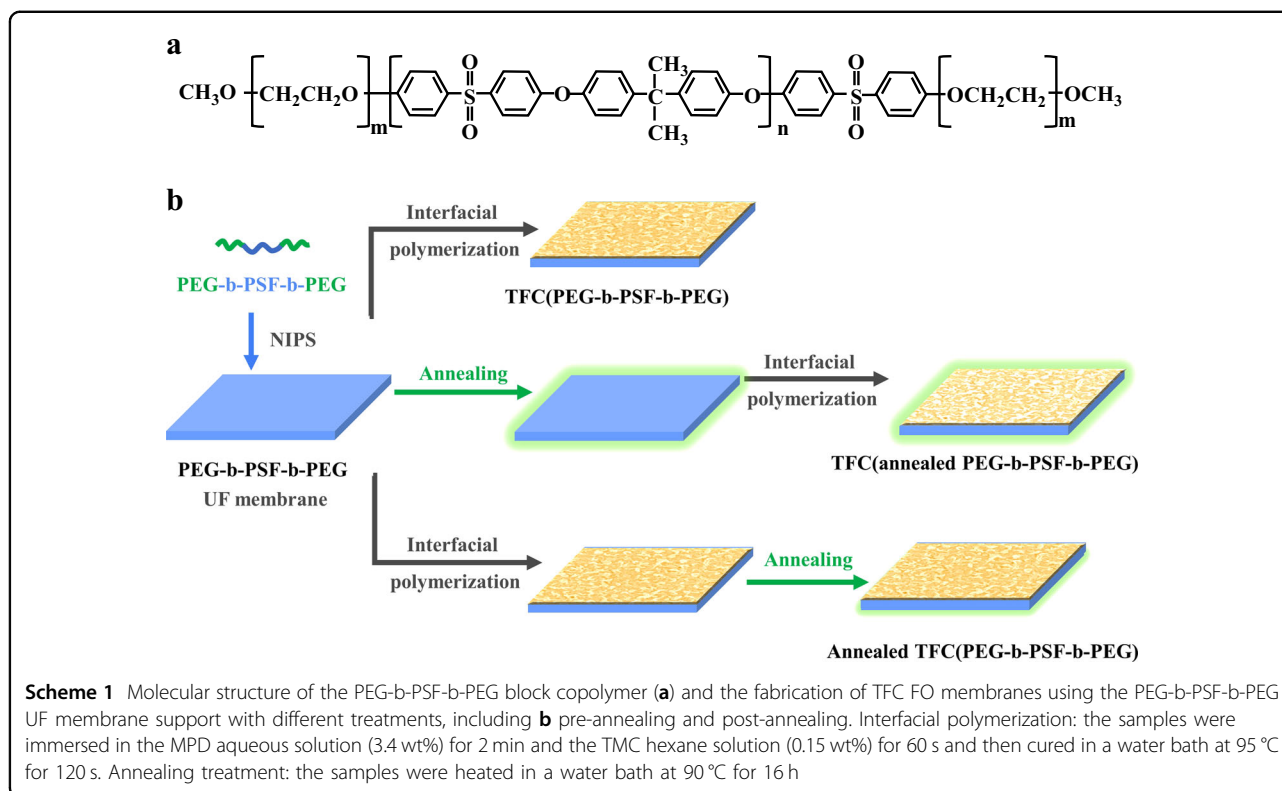 a
CH3O CH2CH2O m O S O O CH3 C CH3 O n O S O OCH2CH2 m OCH3
b
PEG-b-PSF-b-PEG
NIPS
PEG-b-PSF-b-PEG
UF membrane
Interfacial
polymerization
TFC(PEG-b-PSF-b-PEG)
Annealing
Interfacial
polymerization
TFC(annealed PEG-b-PSF-b-PEG)
Interfacial
polymerization
Annealing
Annealed TFC(PEG-b-PSF-b-PEG)
Scheme 1 Molecular structure of the PEG-b-PSF-b-PEG block copolymer (a) and the fabrication of TFC FO membranes using the PEG-b-PSF-b-PEG
UF membrane support with different treatments, including b pre-annealing and post-annealing. Interfacial polymerization: the samples were
immersed in the MPD aqueous solution (3.4 wt%) for 2 min and the TMC hexane solution (0.15 wt%) for 60 s and then cured in a water bath at 95 °C
for 120 s. Annealing treatment: the samples were heated in a water bath at 90 °C for 16 h